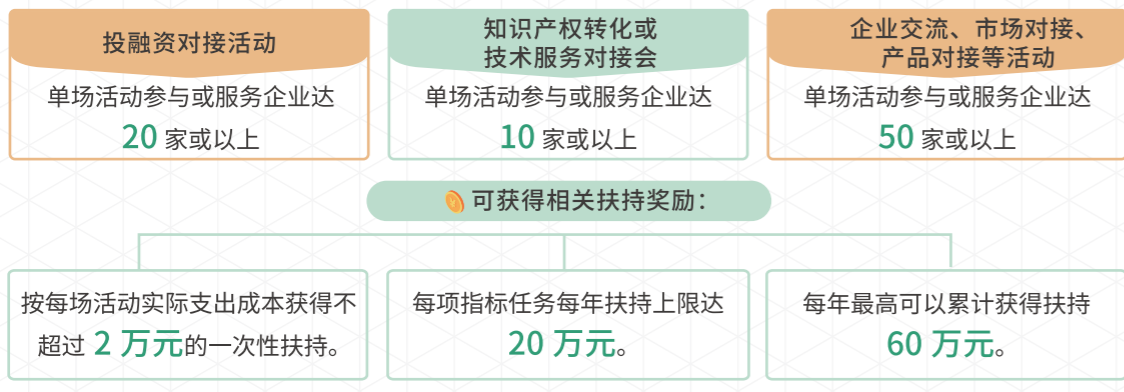 投融资对接活动
单场活动参与或服务企业达
20 家或以上
知识产权转化或
技术服务对接会
单场活动参与或服务企业达
10 家或以上
企业交流、市场对接、
产品对接等活动
单场活动参与或服务企业达
50 家或以上
可获得相关扶持奖励：
按每场活动实际支出成本获得不
超过 2 万元的一次性扶持。
每项指标任务每年扶持上限达
20 万元。
每年最高可以累计获得扶持
60 万元。